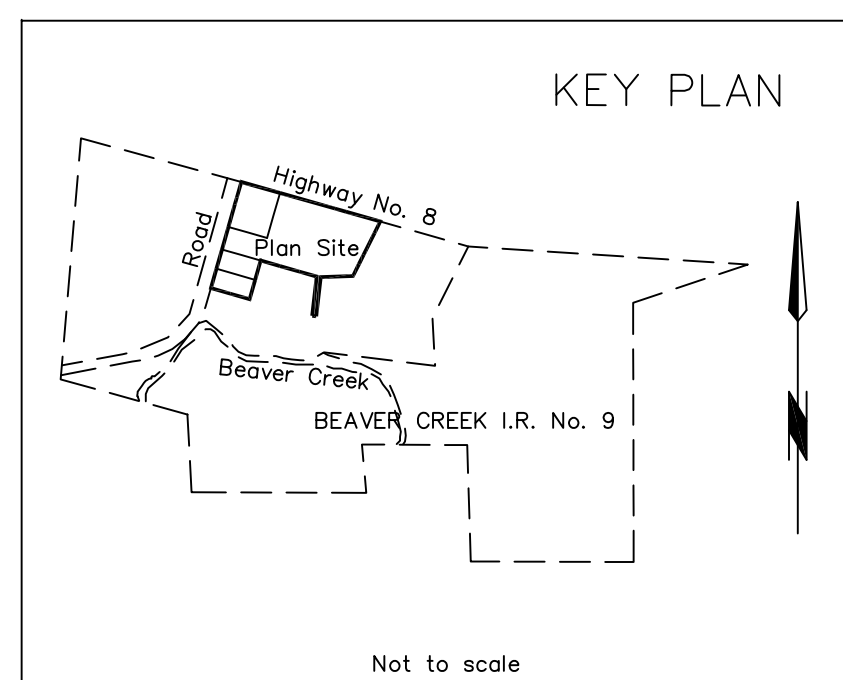 KEY PLAN
Highway No. 8
Road
Plan Site
Beaver Creek
BEAVER CREEK I.R. No. 9
N
Not to scale